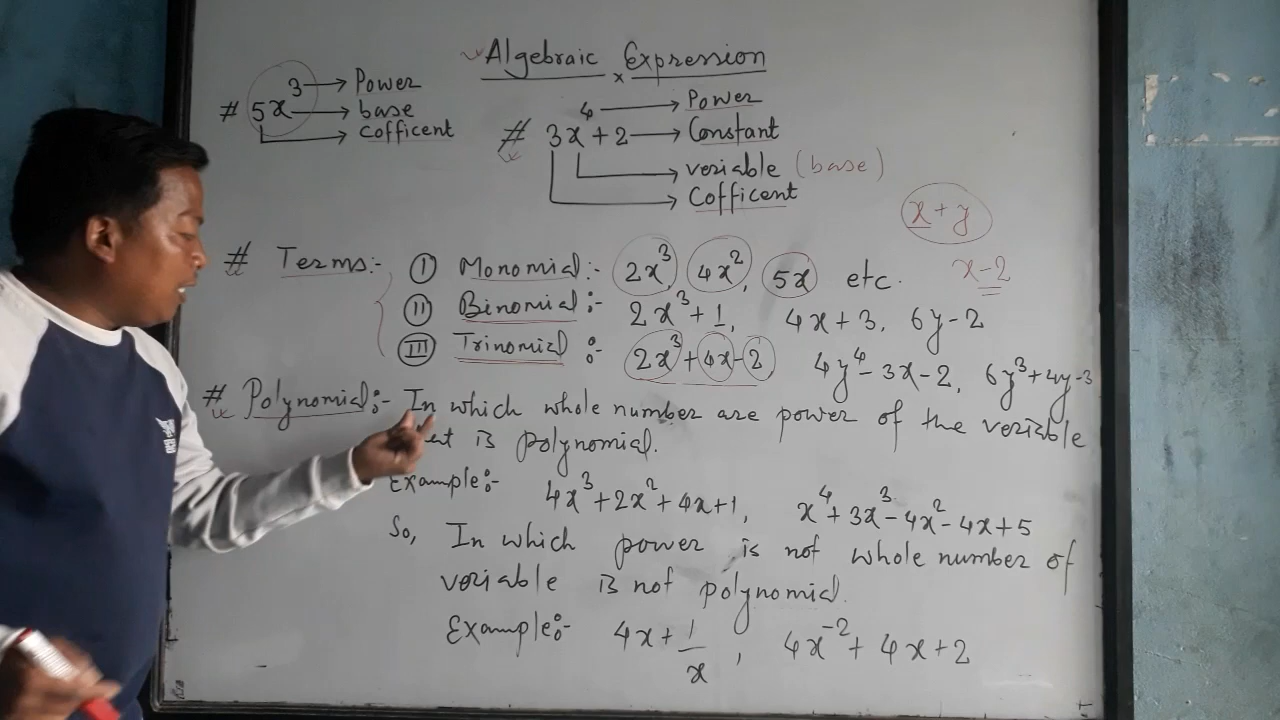 Algebraic Expression
# 5x³ → Power
→ base
→ cofficent
# 3x⁴ + 2 → Constant
→ Power
→ veriable (base)
→ Cofficent
x + y
x - 2
# Terms:- (I) Monomial:- 2x³, 4x², 5x etc.
(II) Binomial:- 2x³ + 1, 4x + 3, 6y - 2
(III) Trinomial:- 2x³ + 4x - 2, 4y⁴ - 3x - 2, 6y³ + 4y - 3
# Polynomial:- In which whole number are power of the veriable
is polynomial.
Example:- 4x³ + 2x² + 4x + 1, x⁴ + 3x³ - 4x² - 4x + 5
So, In which power is not whole number of
veriable is not polynomial.
Example:- 4x + 1/x, 4x⁻² + 4x + 2